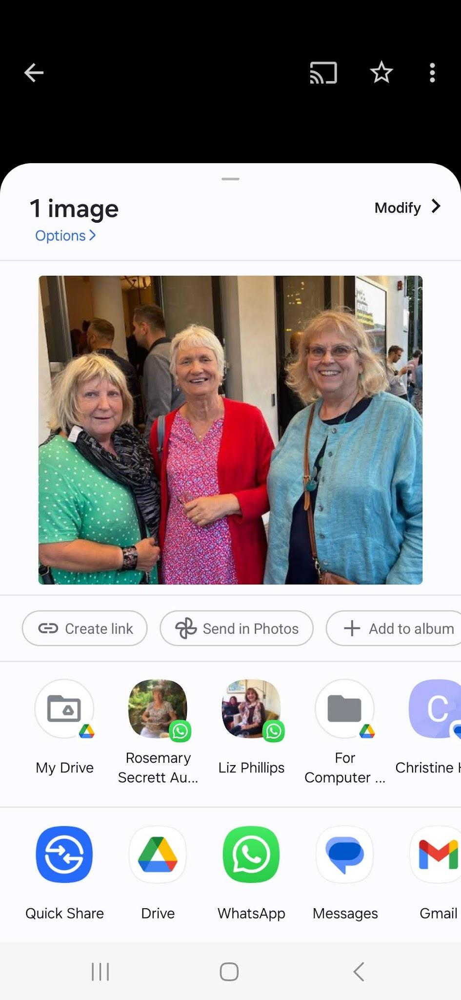 1 image
Modify
Options
Create link
Send in Photos
Add to album
My Drive
Rosemary
Secrett Au...
Liz Phillips
For
Computer ...
C
Christine
Quick Share
Drive
WhatsApp
Messages
Gmail